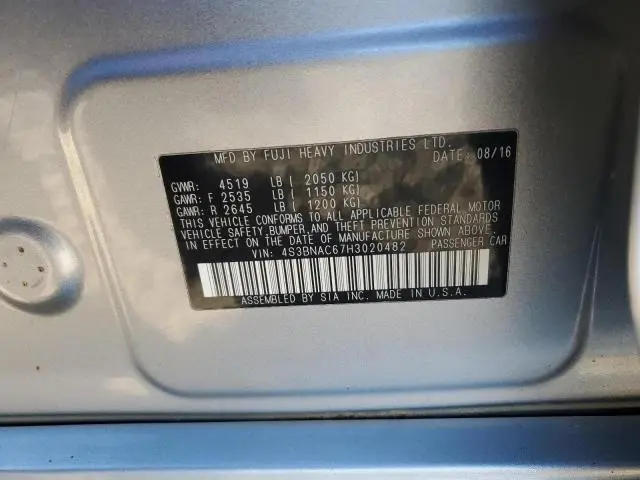 MFD BY FUJI HEAVY INDUSTRIES LTD.
DATE: 08/16
GVWR: 4519 LB ( 2050 KG)
GAWR: F 2535 LB ( 1150 KG)
GAWR: R 2645 LB ( 1200 KG)
THIS VEHICLE CONFORMS TO ALL APPLICABLE FEDERAL MOTOR
VEHICLE SAFETY,BUMPER,AND THEFT PREVENTION STANDARDS
IN EFFECT ON THE DATE OF MANUFACTURE SHOWN ABOVE.
VIN: 4S3BNAC67H3020482 PASSENGER CAR
ASSEMBLED BY SIA INC. MADE IN U.S.A.